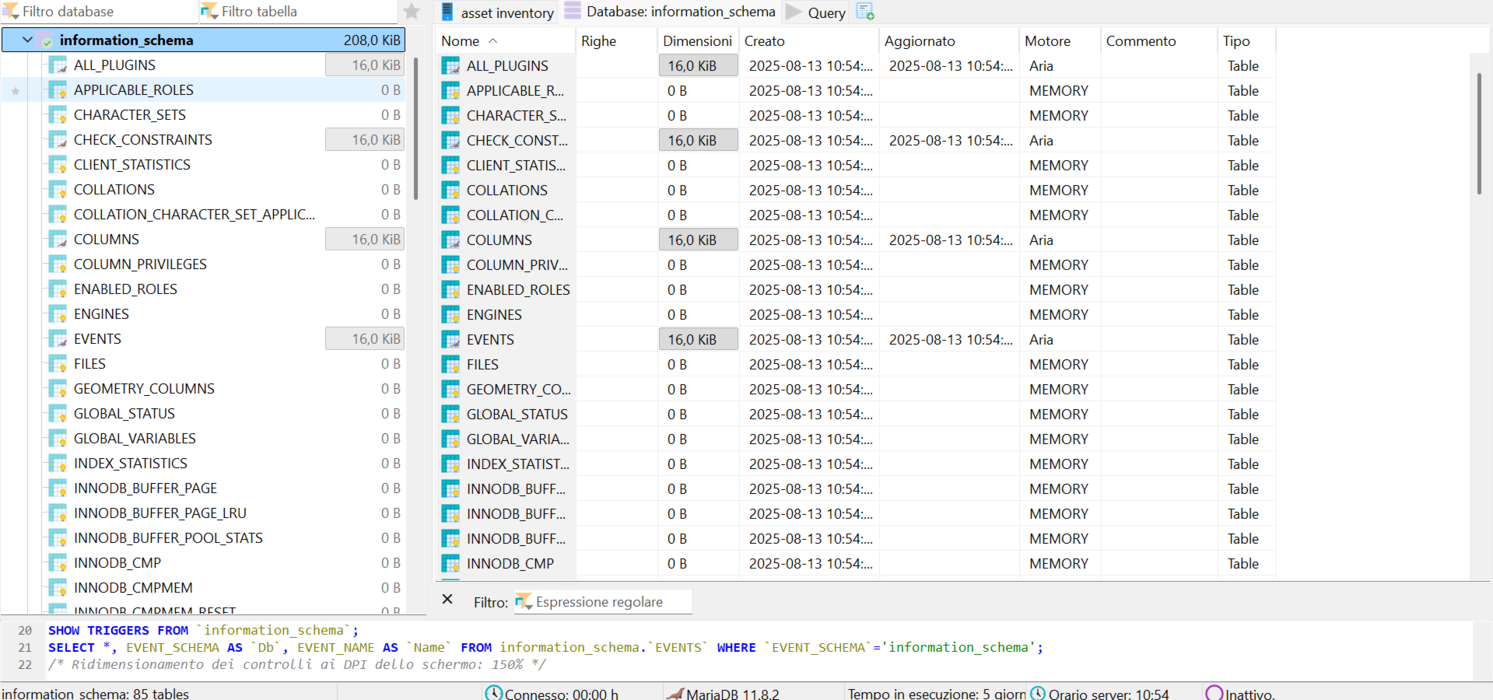 Filtro database Filtro tabella asset inventory Database: information_schema Query
information_schema 208,0 KiB
ALL_PLUGINS 16,0 KiB
APPLICABLE_ROLES 0 B
CHARACTER_SETS 0 B
CHECK_CONSTRAINTS 16,0 KiB
CLIENT_STATISTICS 0 B
COLLATIONS 0 B
COLLATION_CHARACTER_SET_APPLIC... 0 B
COLUMNS 16,0 KiB
COLUMN_PRIVILEGES 0 B
ENABLED_ROLES 0 B
ENGINES 0 B
EVENTS 16,0 KiB
FILES 0 B
GEOMETRY_COLUMNS 0 B
GLOBAL_STATUS 0 B
GLOBAL_VARIABLES 0 B
INDEX_STATISTICS 0 B
INNODB_BUFFER_PAGE 0 B
INNODB_BUFFER_PAGE_LRU 0 B
INNODB_BUFFER_POOL_STATS 0 B
INNODB_CMP 0 B
INNODB_CMPMEM 0 B
INNODB_CMPMEM_RESET 0 B
Nome Righe Dimensioni Creato Aggiornato Motore Commento Tipo
ALL_PLUGINS 16,0 KiB 2025-08-13 10:54:... 2025-08-13 10:54:... Aria Table
APPLICABLE_R... 0 B 2025-08-13 10:54:... MEMORY Table
CHARACTER_S... 0 B 2025-08-13 10:54:... MEMORY Table
CHECK_CONST... 16,0 KiB 2025-08-13 10:54:... 2025-08-13 10:54:... Aria Table
CLIENT_STATIS... 0 B 2025-08-13 10:54:... MEMORY Table
COLLATIONS 0 B 2025-08-13 10:54:... MEMORY Table
COLLATION_C... 0 B 2025-08-13 10:54:... MEMORY Table
COLUMNS 16,0 KiB 2025-08-13 10:54:... 2025-08-13 10:54:... Aria Table
COLUMN_PRIV... 0 B 2025-08-13 10:54:... MEMORY Table
ENABLED_ROLES 0 B 2025-08-13 10:54:... MEMORY Table
ENGINES 0 B 2025-08-13 10:54:... MEMORY Table
EVENTS 16,0 KiB 2025-08-13 10:54:... 2025-08-13 10:54:... Aria Table
FILES 0 B 2025-08-13 10:54:... MEMORY Table
GEOMETRY_CO... 0 B 2025-08-13 10:54:... MEMORY Table
GLOBAL_STATUS 0 B 2025-08-13 10:54:... MEMORY Table
GLOBAL_VARIA... 0 B 2025-08-13 10:54:... MEMORY Table
INDEX_STATIST... 0 B 2025-08-13 10:54:... MEMORY Table
INNODB_BUFF... 0 B 2025-08-13 10:54:... MEMORY Table
INNODB_BUFF... 0 B 2025-08-13 10:54:... MEMORY Table
INNODB_BUFF... 0 B 2025-08-13 10:54:... MEMORY Table
INNODB_CMP 0 B 2025-08-13 10:54:... MEMORY Table
Filtro: Espressione regolare
20 SHOW TRIGGERS FROM `information_schema`;
21 SELECT *, EVENT_SCHEMA AS `Db`, EVENT_NAME AS `Name` FROM information_schema.`EVENTS` WHERE `EVENT_SCHEMA`='information_schema';
22 /* Ridimensionamento dei controlli ai DPI dello schermo: 150% */
information_schema: 85 tables Connesso: 00:00 h MariaDB 11.8.2 Tempo in esecuzione: 5 giorn Orario server: 10:54 Inattivo.